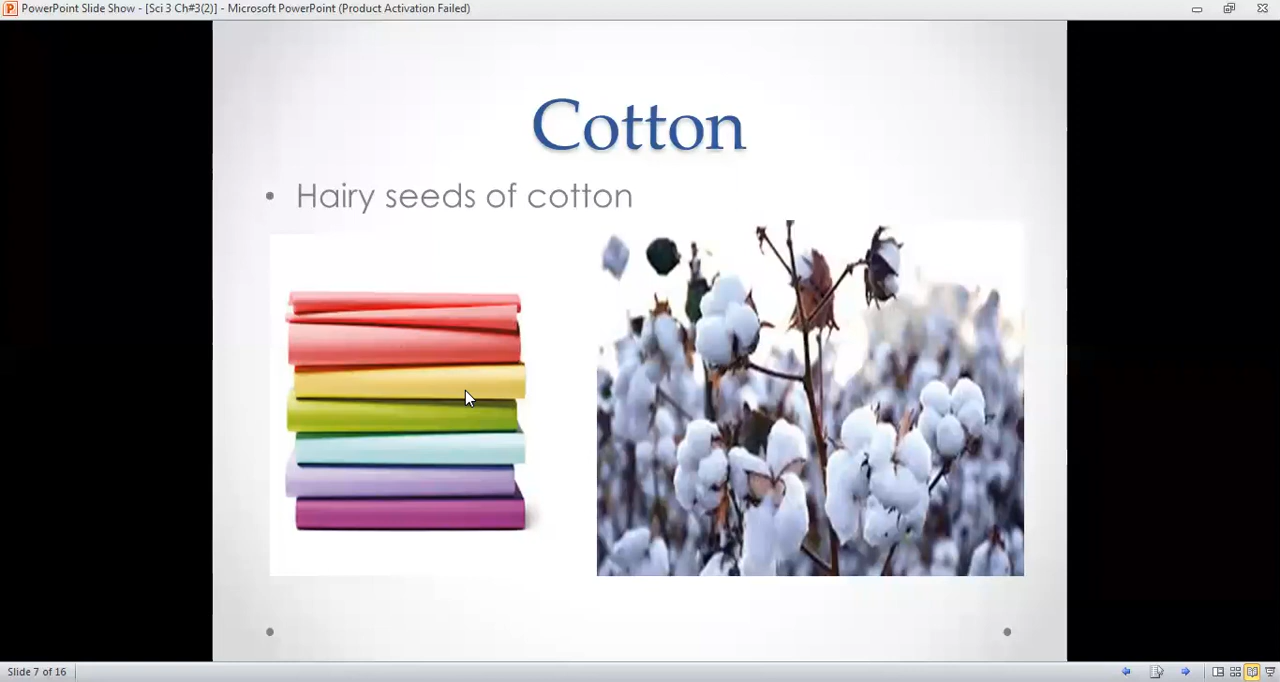 PowerPoint Slide Show - [Sci 3 Ch#3(2)] - Microsoft PowerPoint (Product Activation Failed)
Cotton
• Hairy seeds of cotton
Slide 7 of 16